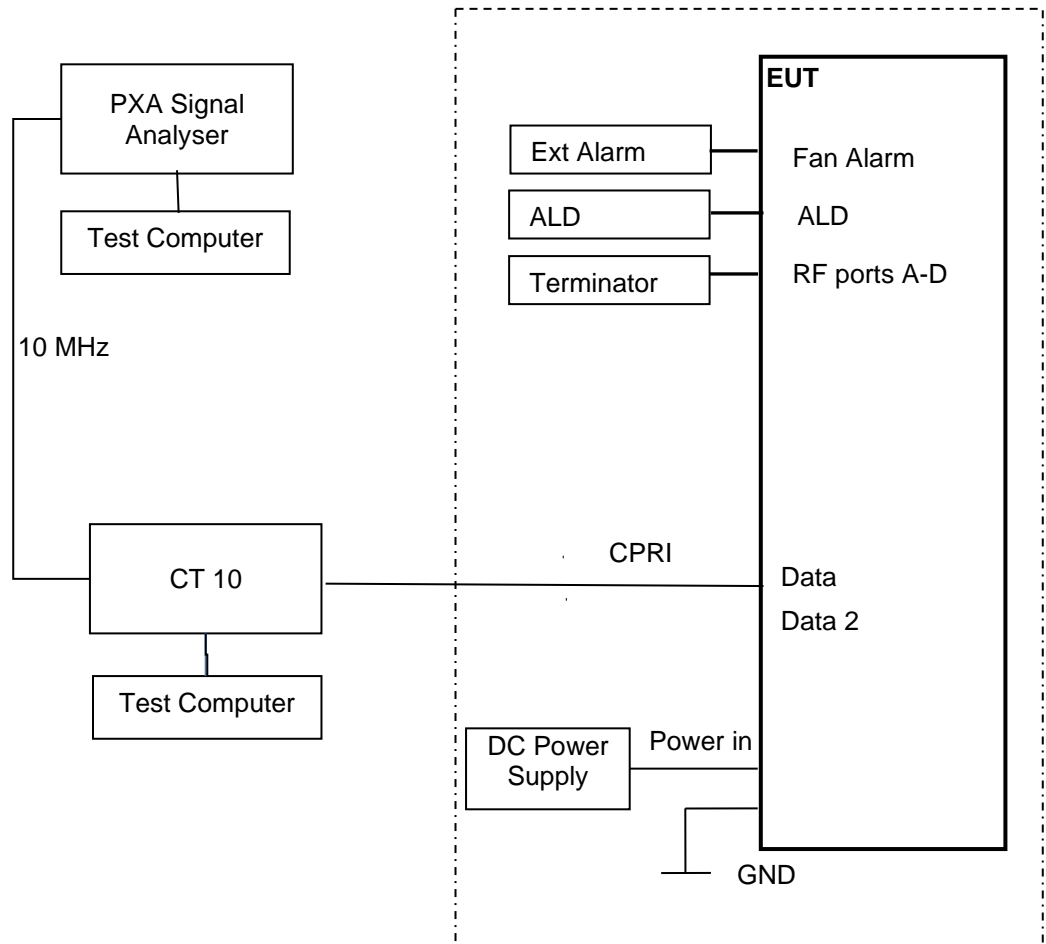 PXA Signal
Analyser
Test Computer
10 MHz
CT 10
Test Computer
EUT
Ext Alarm
Fan Alarm
ALD
ALD
Terminator
RF ports A-D
CPRI
Data
Data 2
DC Power
Supply
Power in
GND